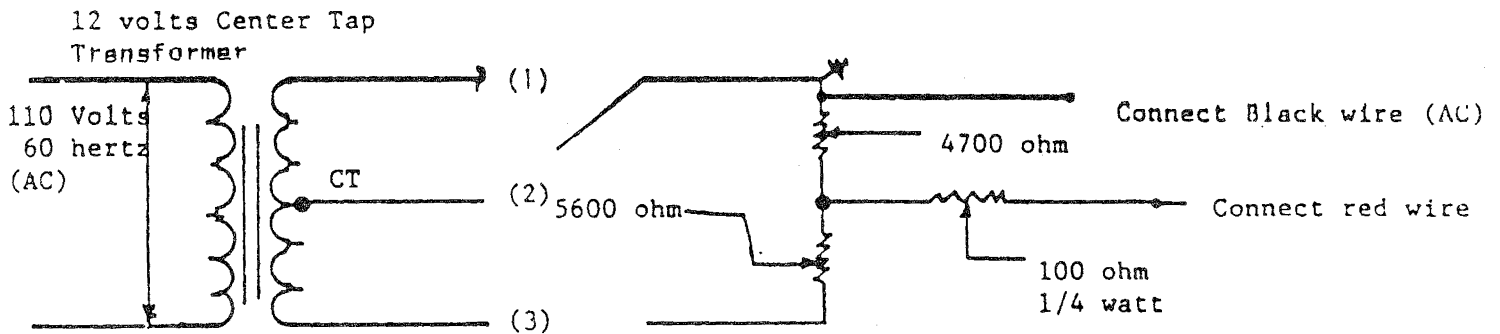 12 volts Center Tap
Transformer
110 Volts
60 hertz
(AC)
CT
(1)
(2)
(3)
5600 ohm
Connect Black wire (AC)
4700 ohm
Connect red wire
100 ohm
1/4 watt